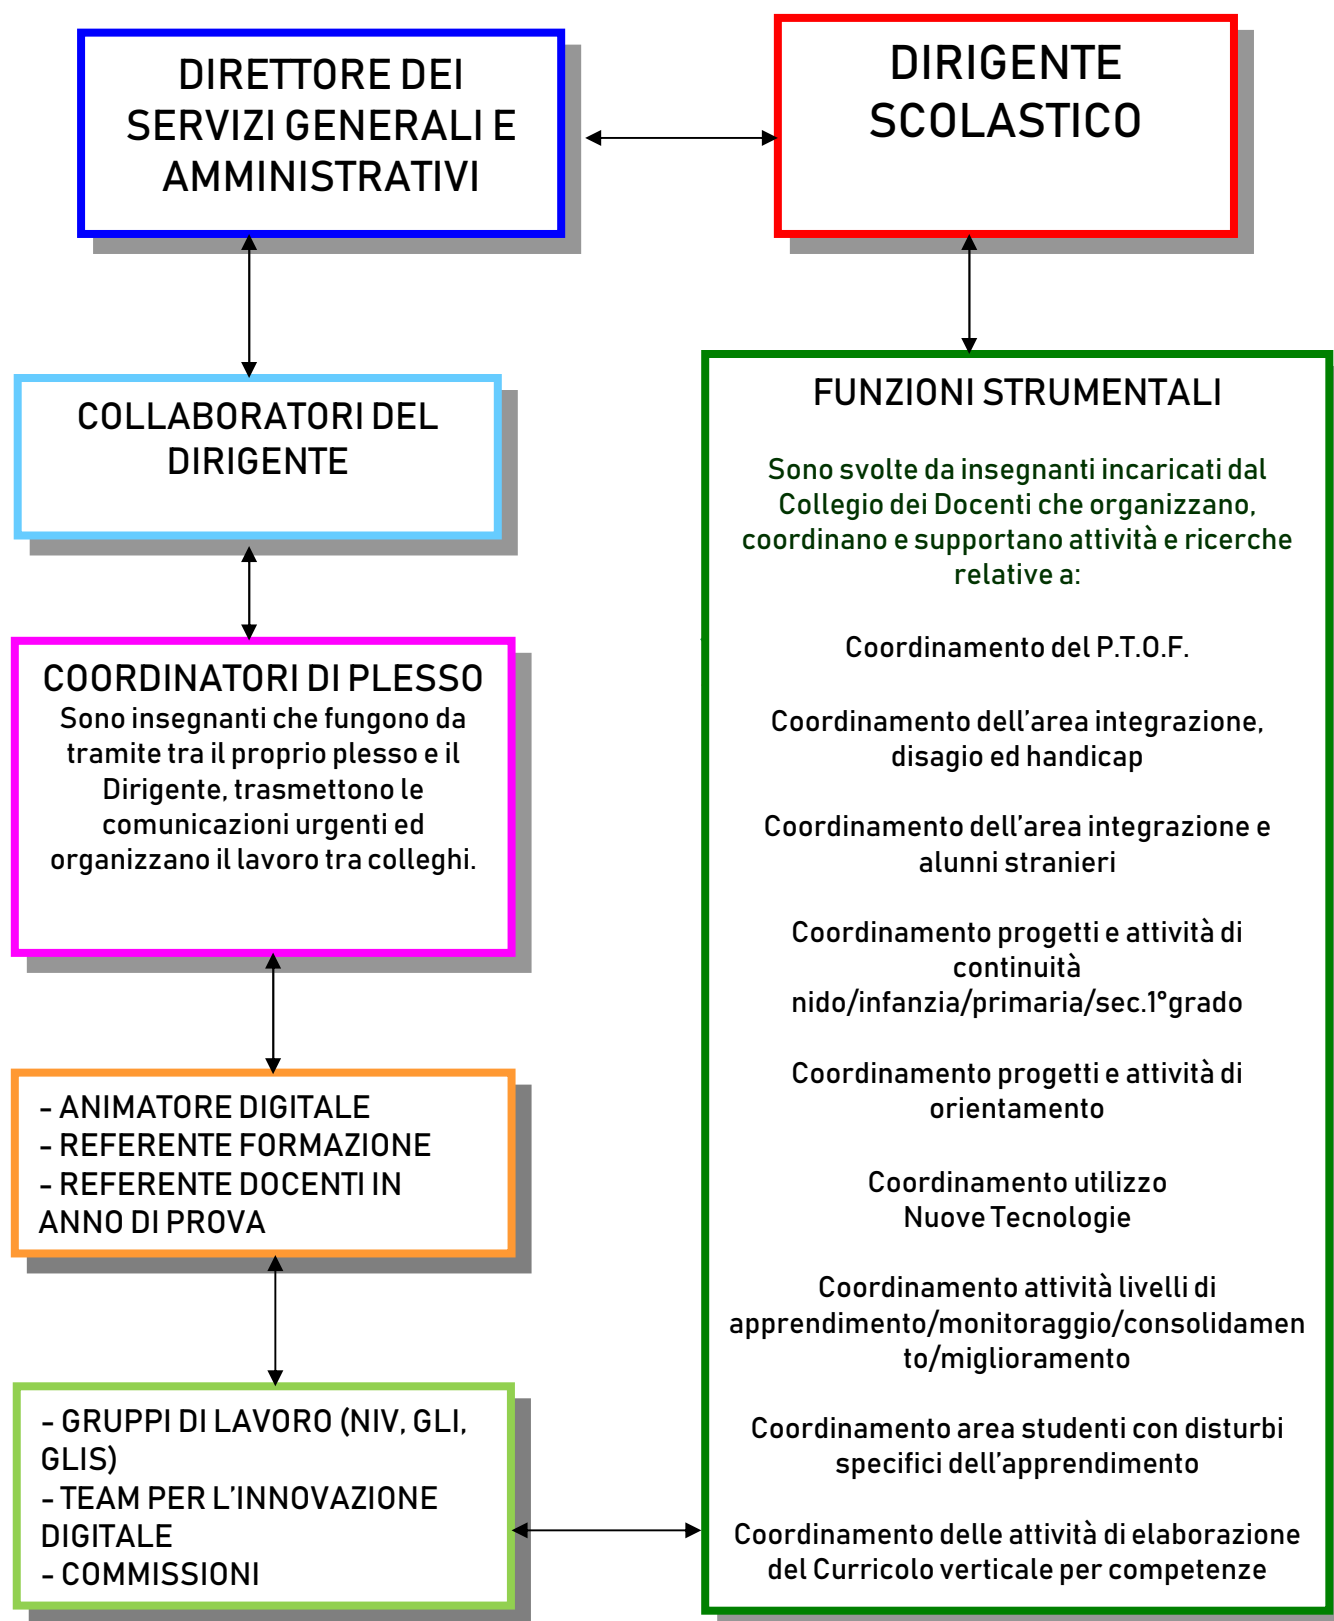 DIRETTORE DEI
SERVIZI GENERALI E
AMMINISTRATIVI
DIRIGENTE
SCOLASTICO
COLLABORATORI DEL
DIRIGENTE
COORDINATORI DI PLESSO
Sono insegnanti che fungono da
tramite tra il proprio plesso e il
Dirigente, trasmettono le
comunicazioni urgenti ed
organizzano il lavoro tra colleghi.
- ANIMATORE DIGITALE
- REFERENTE FORMAZIONE
- REFERENTE DOCENTI IN
ANNO DI PROVA
- GRUPPI DI LAVORO (NIV, GLI,
GLIS)
- TEAM PER L'INNOVAZIONE
DIGITALE
- COMMISSIONI
FUNZIONI STRUMENTALI
Sono svolte da insegnanti incaricati dal
Collegio dei Docenti che organizzano,
coordinano e supportano attività e ricerche
relative a:
Coordinamento del P.T.O.F.
Coordinamento dell'area integrazione,
disagio ed handicap
Coordinamento dell'area integrazione e
alunni stranieri
Coordinamento progetti e attività di
continuità
nido/infanzia/primaria/sec.1°grado
Coordinamento progetti e attività di
orientamento
Coordinamento utilizzo
Nuove Tecnologie
Coordinamento attività livelli di
apprendimento/monitoraggio/consolidamen
to/miglioramento
Coordinamento area studenti con disturbi
specifici dell'apprendimento
Coordinamento delle attività di elaborazione
del Curricolo verticale per competenze